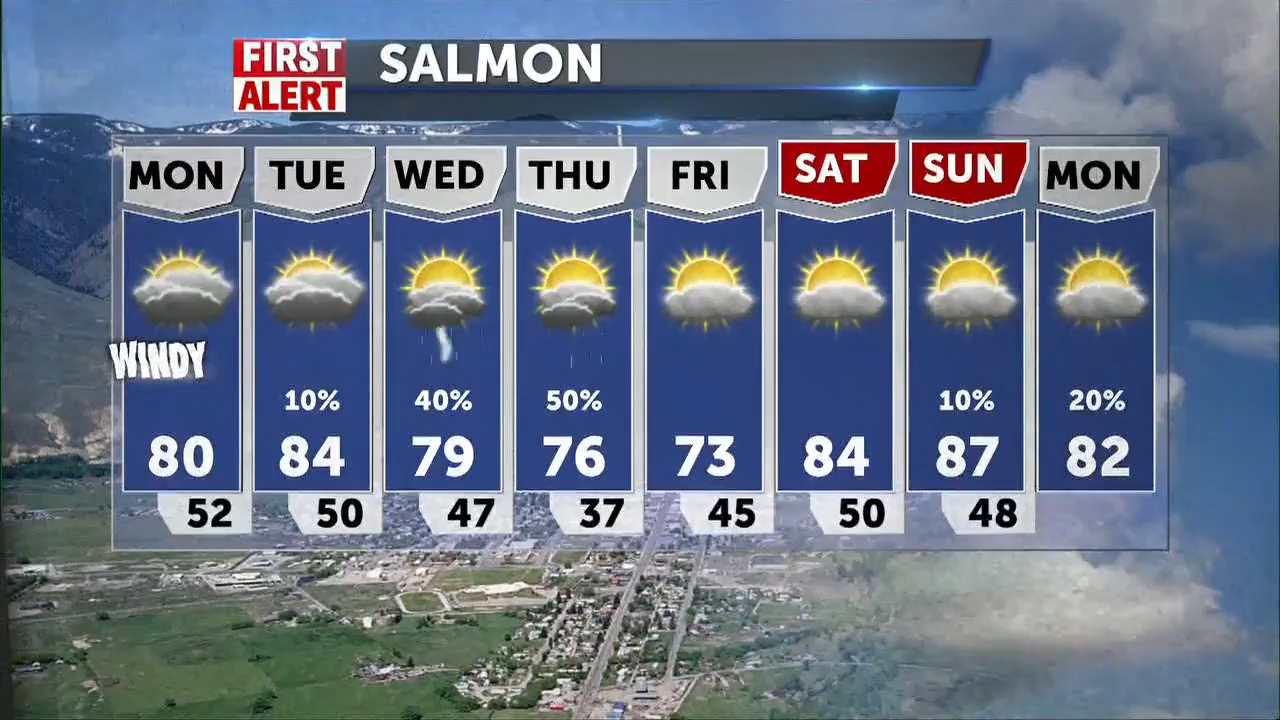 FIRST
ALERT
SALMON
MON TUE WED THU FRI SAT SUN MON
WINDY
10% 40% 50% 10% 20%
80 84 79 76 73 84 87 82
52 50 47 37 45 50 48